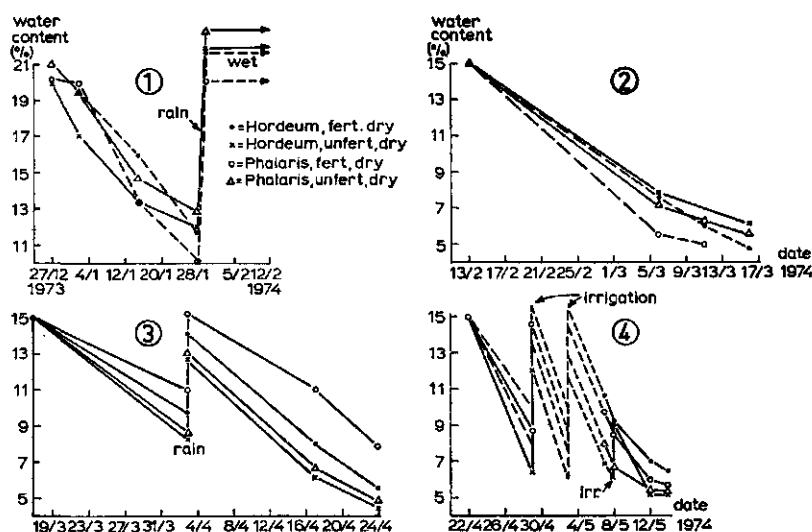 water
content
(%)
21
19
17
15
13
11
①
rain
wet
•=Hordeum, fert. dry
×=Hordeum, unfert, dry
○=Phalaris, fert, dry
△=Phalaris, unfert, dry
27/12 4/1 12/1 20/1 28/1 5/2 12/2
1973 1974
water
content
(%)
15
13
11
9
7
5
②
date
13/2 17/2 21/2 25/2 1/3 5/3 9/3 13/3 17/3
1974
15
13
11
9
7
5
③
rain
19/3 23/3 27/3 31/3 4/4 8/4 12/4 16/4 20/4 24/4
15
13
11
9
7
5
④
irrigation
irr
date
22/4 26/4 30/4 4/5 8/5 12/5 1974